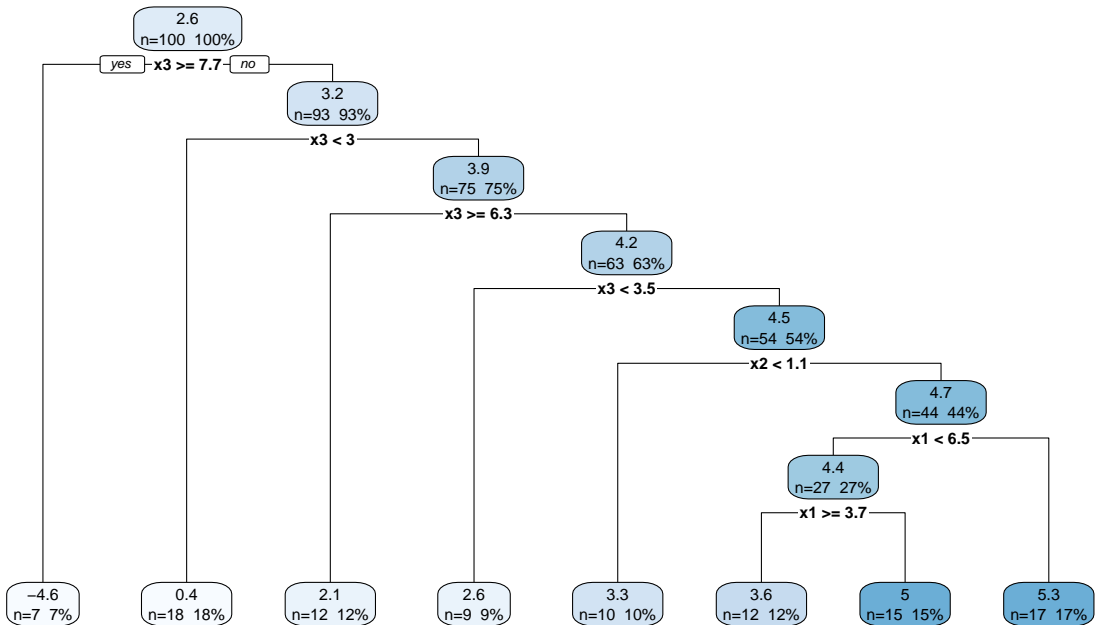 2.6
n=100 100%
yes x3 >= 7.7 no
3.2
n=93 93%
x3 < 3
3.9
n=75 75%
x3 >= 6.3
4.2
n=63 63%
x3 < 3.5
4.5
n=54 54%
x2 < 1.1
4.7
n=44 44%
x1 < 6.5
4.4
n=27 27%
x1 >= 3.7
−4.6
n=7 7%
0.4
n=18 18%
2.1
n=12 12%
2.6
n=9 9%
3.3
n=10 10%
3.6
n=12 12%
5
n=15 15%
5.3
n=17 17%